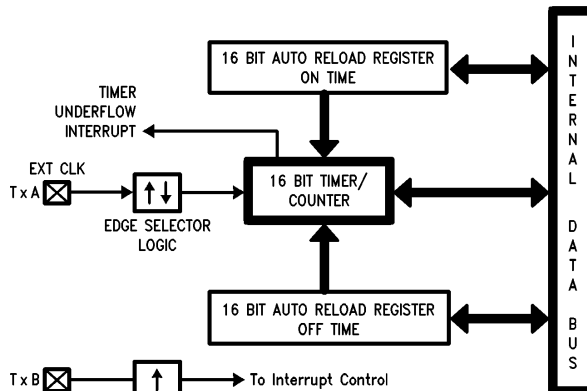 16 BIT AUTO RELOAD REGISTER
ON TIME
TIMER
UNDERFLOW
INTERRUPT
EXT CLK
TxA
16 BIT TIMER/
COUNTER
EDGE SELECTOR
LOGIC
16 BIT AUTO RELOAD REGISTER
OFF TIME
TxB
To Interrupt Control
INTERNAL DATA BUS